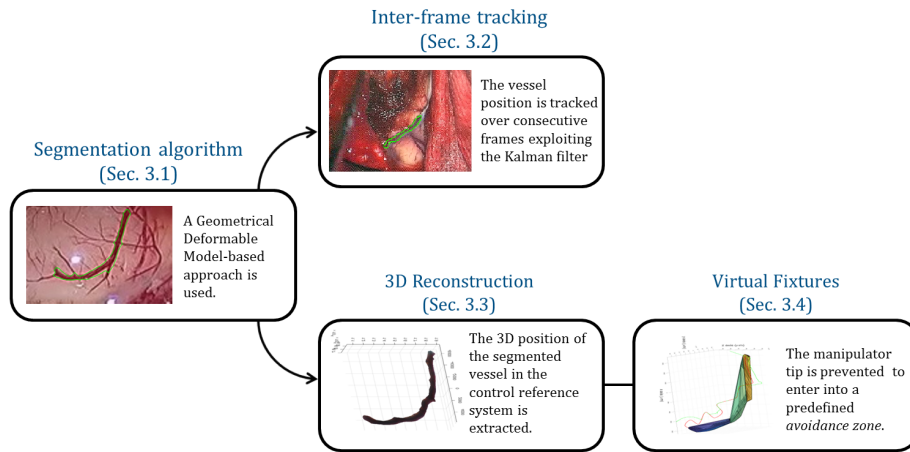 Inter-frame tracking
(Sec. 3.2)
The vessel
position is tracked
over consecutive
frames exploiting
the Kalman filter
Segmentation algorithm
(Sec. 3.1)
A Geometrical
Deformable
Model-based
approach is
used.
3D Reconstruction
(Sec. 3.3)
The 3D position of
the segmented
vessel in the
control reference
system is
extracted.
Virtual Fixtures
(Sec. 3.4)
The manipulator
tip is prevented to
enter into a
predefined
avoidance zone.